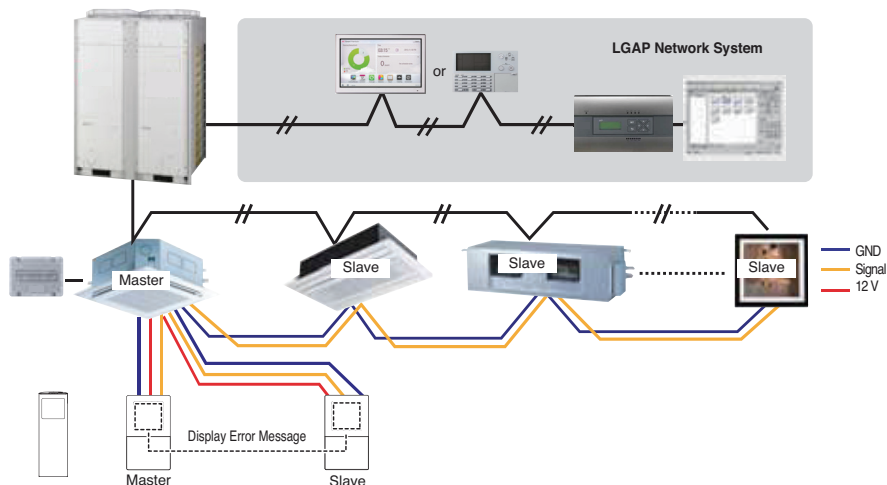 LGAP Network System
or
Master
Slave
Slave
Slave
GND
Signal
12 V
Display Error Message
Master
Slave